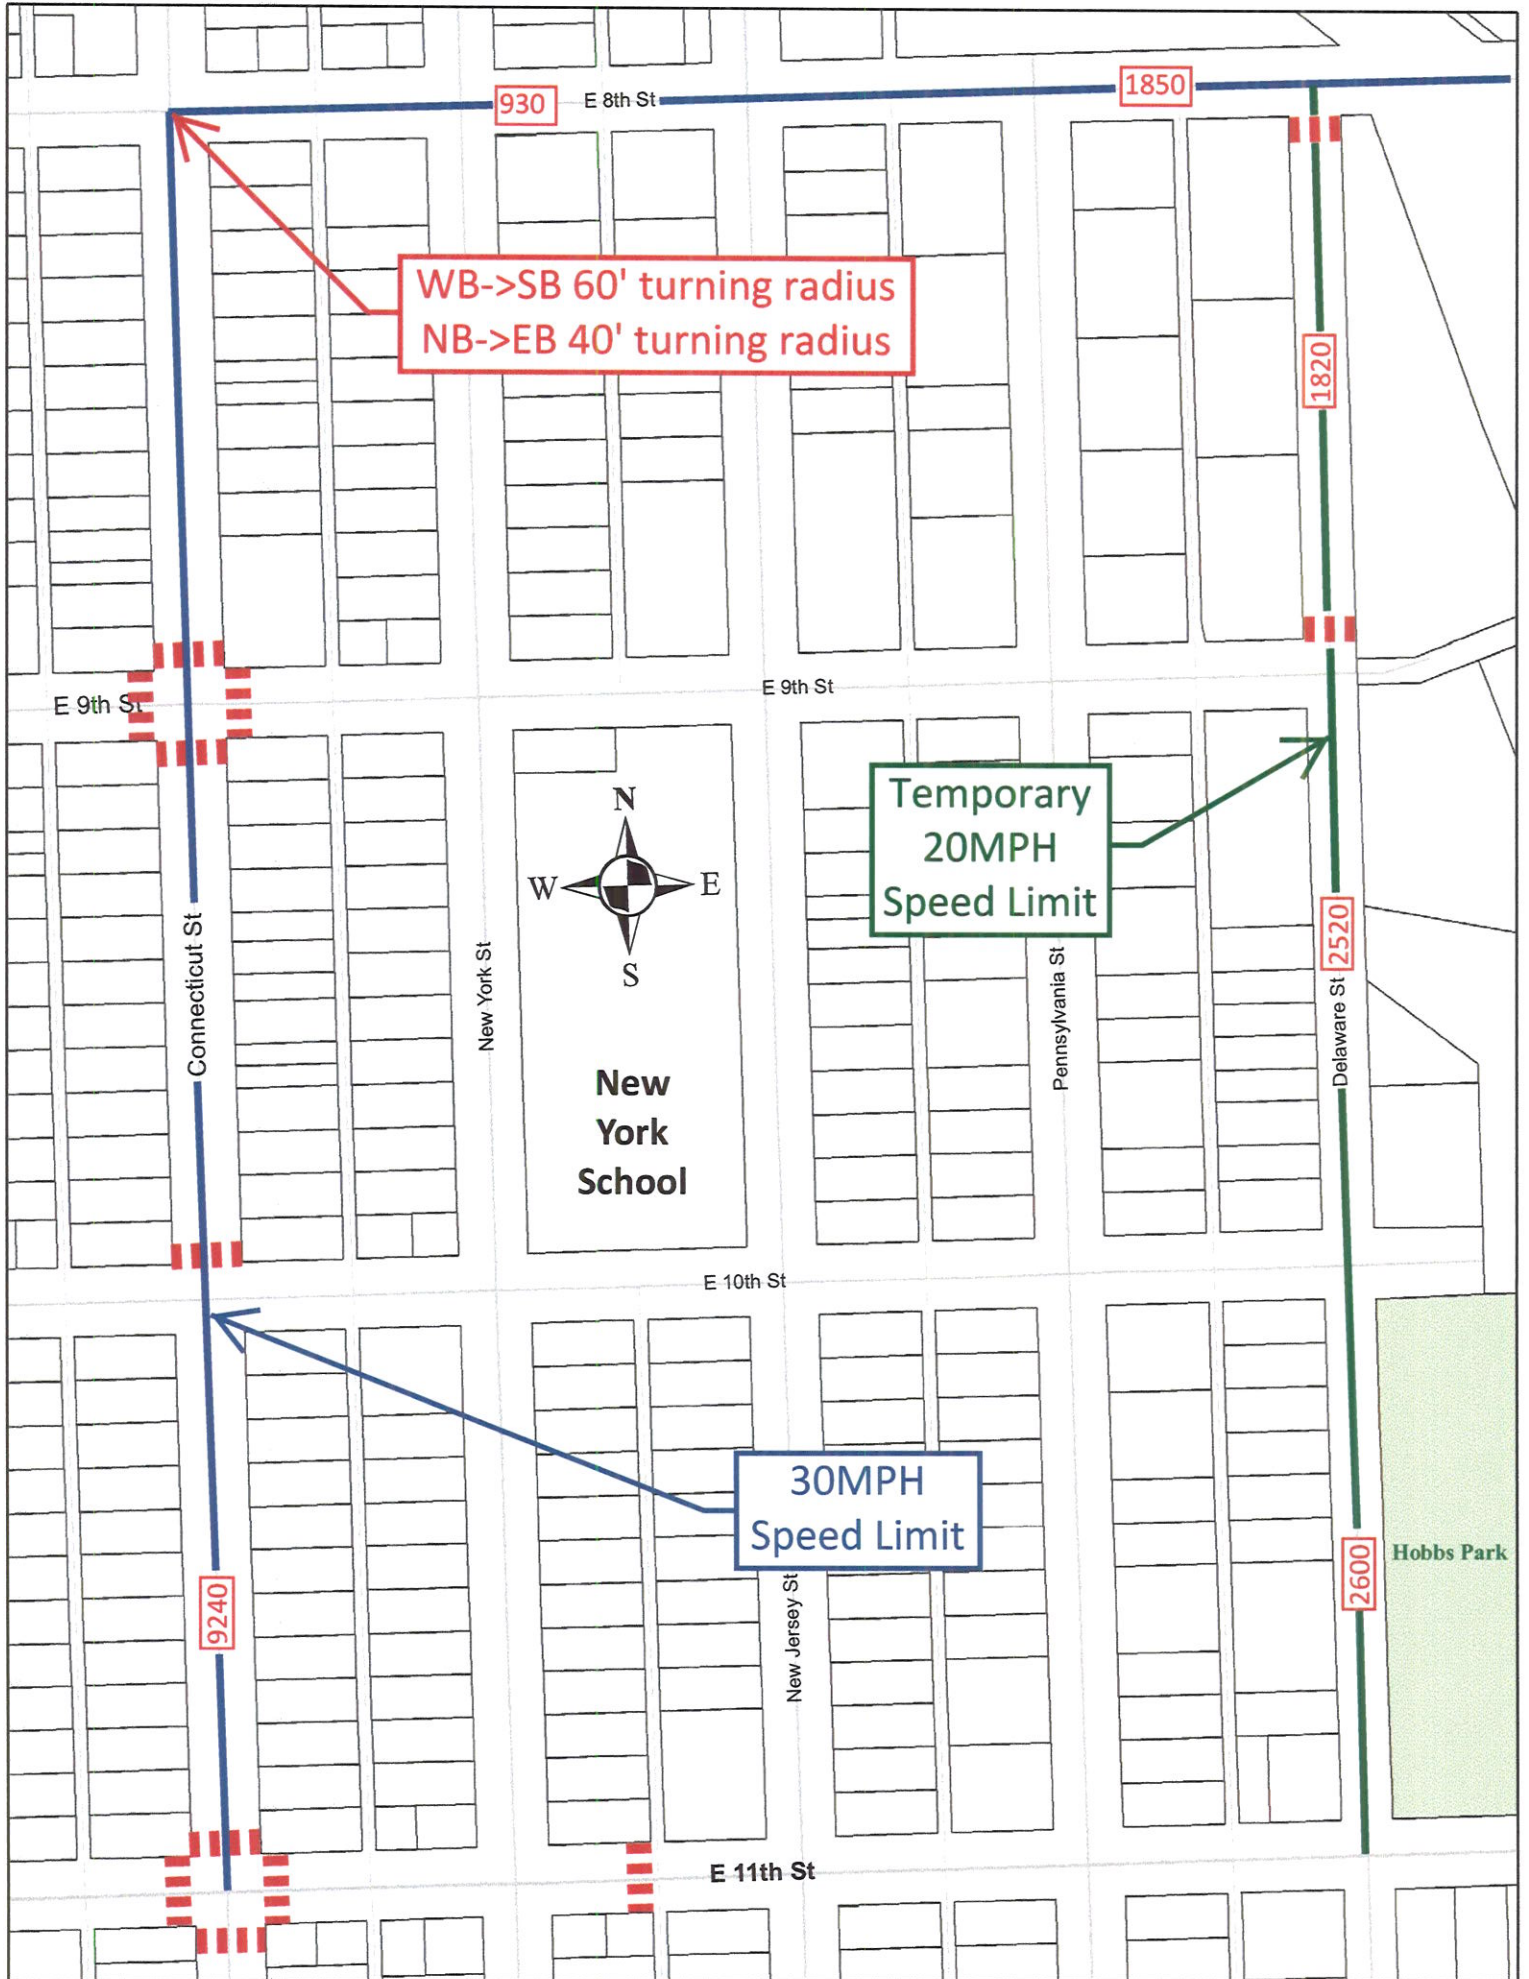 930
E 8th St
1850
WB->SB 60' turning radius
NB->EB 40' turning radius
1820
E 9th St
E 9th St
Temporary
20MPH
Speed Limit
N
W
E
S
2520
Connecticut St
New York St
Pennsylvania St
Delaware St
New
York
School
E 10th St
30MPH
Speed Limit
Hobbs Park
9240
2600
New Jersey St
E 11th St